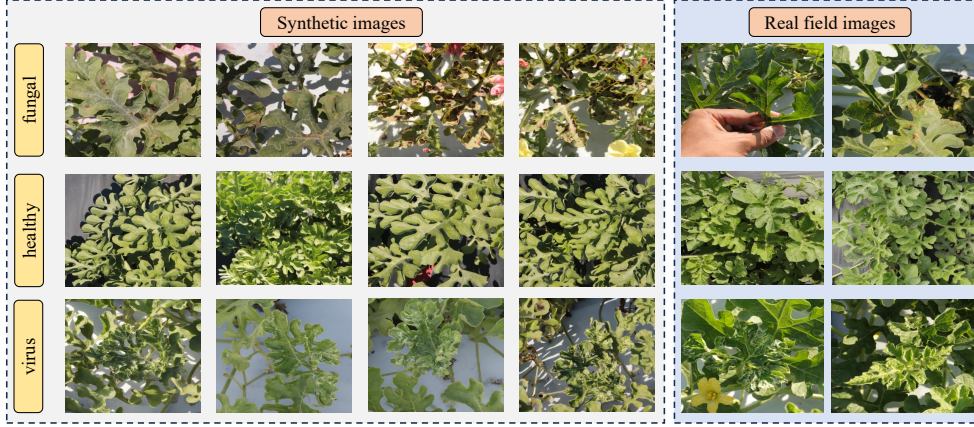 Synthetic images
Real field images
fungal
healthy
virus